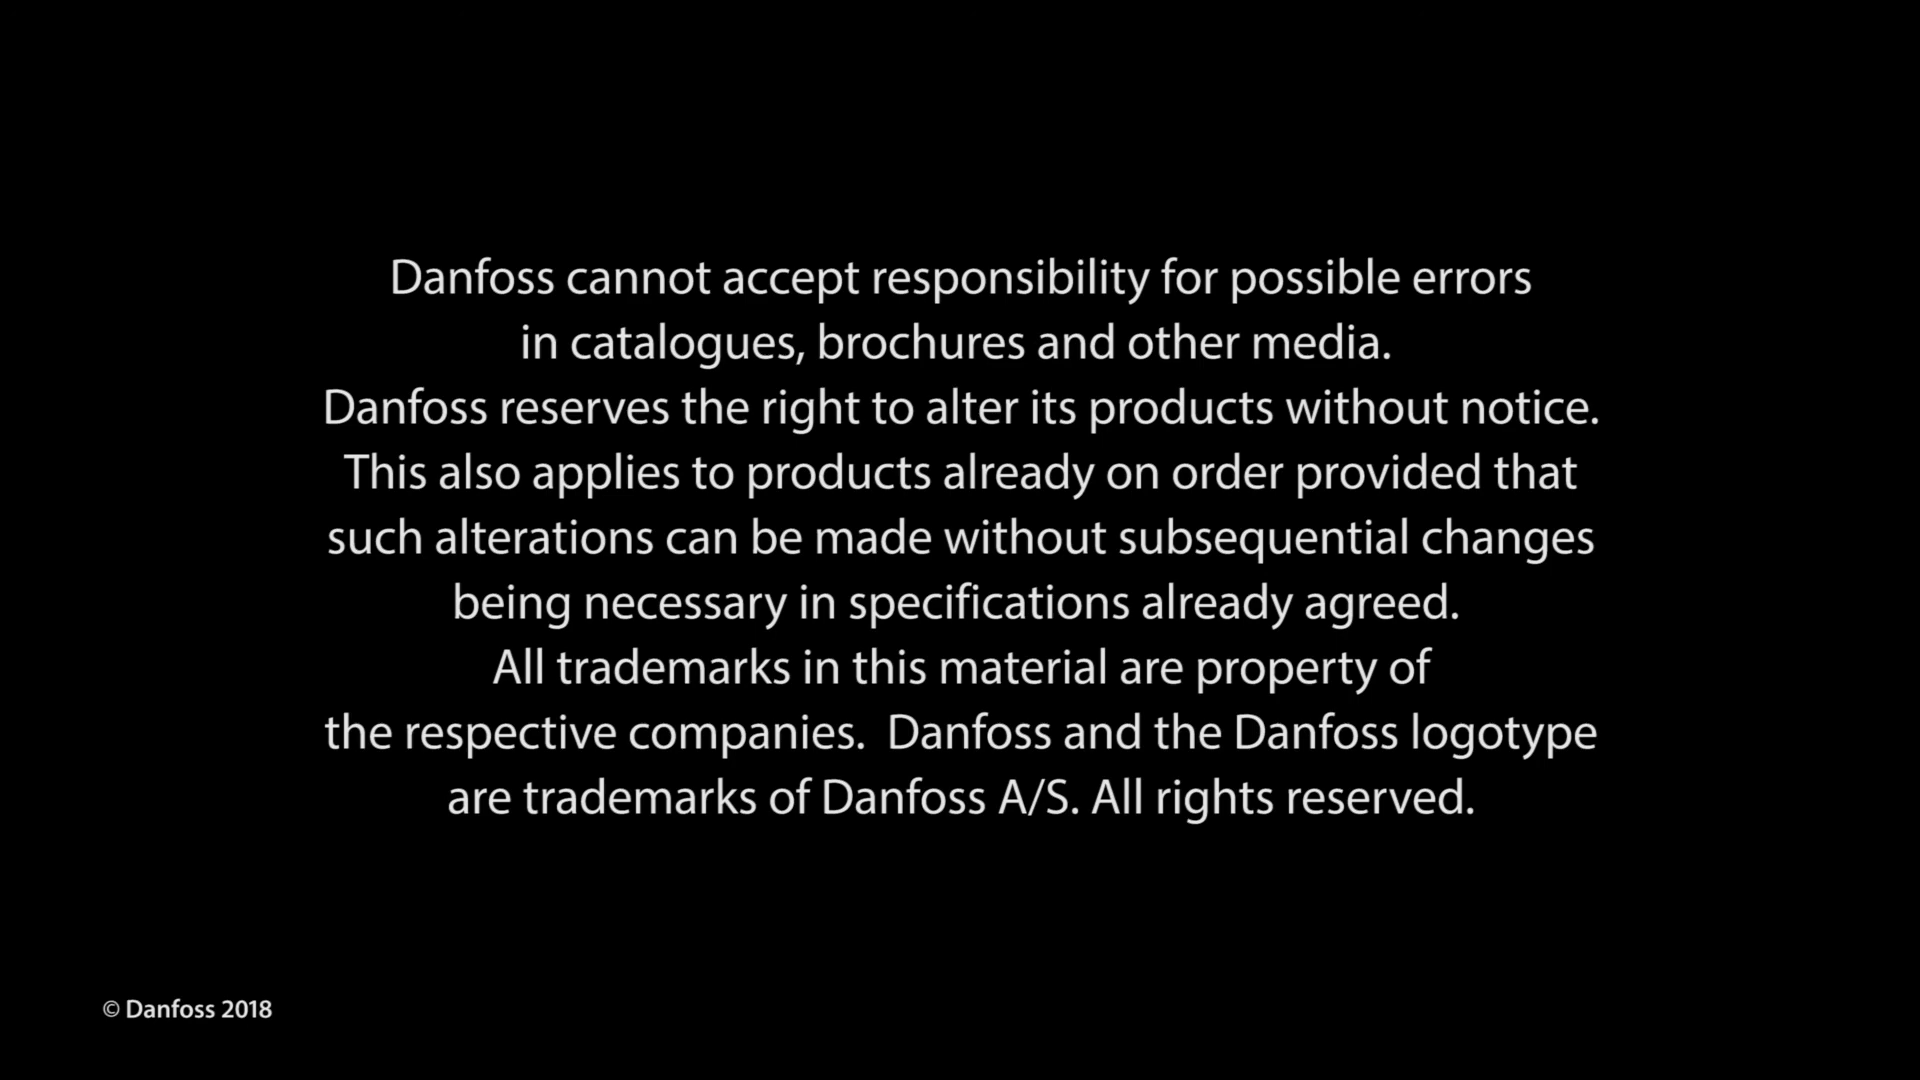 Danfoss cannot accept responsibility for possible errors
in catalogues, brochures and other media.
Danfoss reserves the right to alter its products without notice.
This also applies to products already on order provided that
such alterations can be made without subsequential changes
being necessary in specifications already agreed.
All trademarks in this material are property of
the respective companies.  Danfoss and the Danfoss logotype
are trademarks of Danfoss A/S. All rights reserved.
© Danfoss 2018